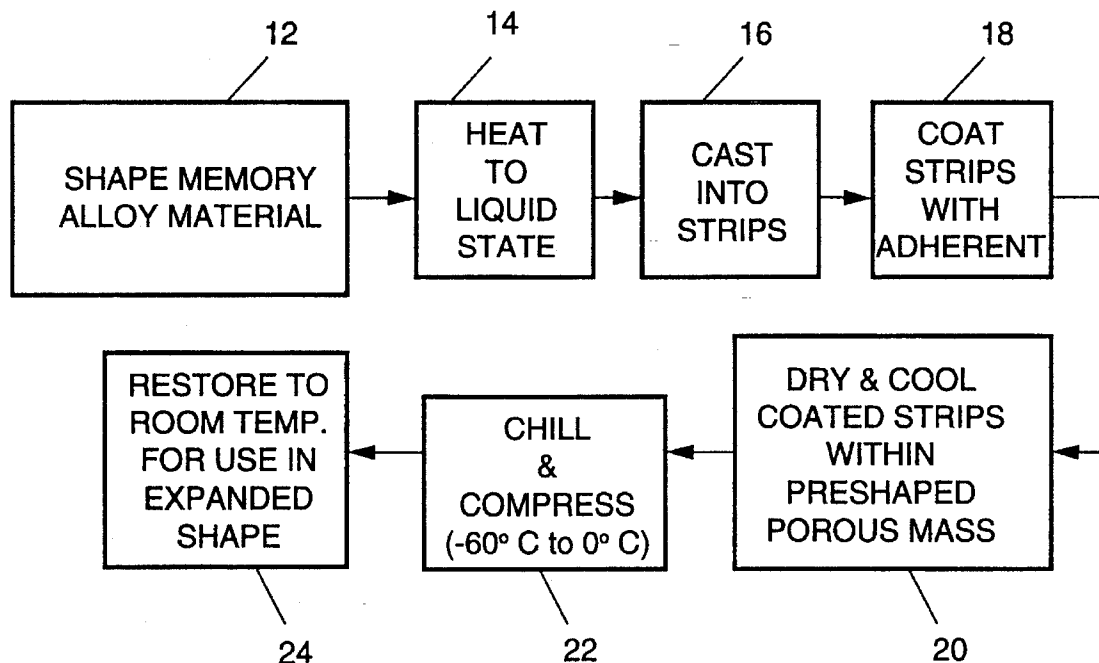 12
14
16
18
SHAPE MEMORY
ALLOY MATERIAL
HEAT
TO
LIQUID
STATE
CAST
INTO
STRIPS
COAT
STRIPS
WITH
ADHERENT
RESTORE TO
ROOM TEMP.
FOR USE IN
EXPANDED
SHAPE
CHILL
&
COMPRESS
(-60° C to 0° C)
DRY & COOL
COATED STRIPS
WITHIN
PRESHAPED
POROUS MASS
24
22
20